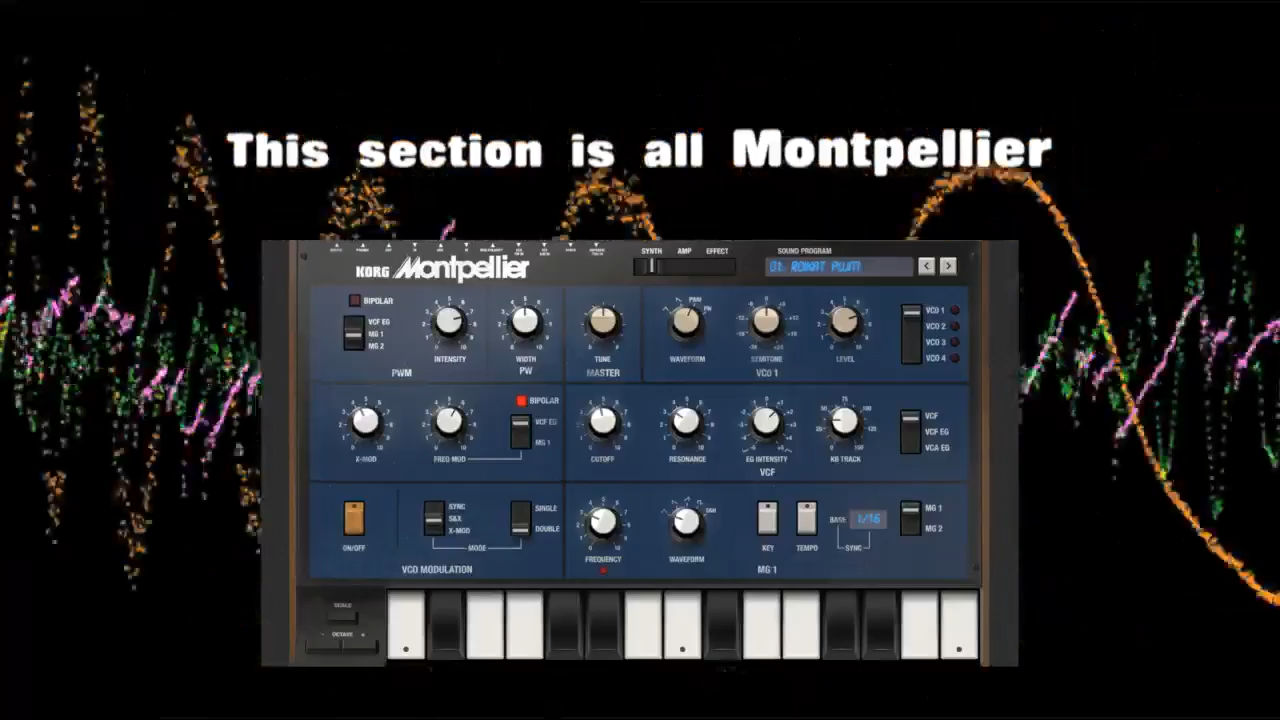 This section is all Montpellier
SYNTH AMP EFFECT SOUND PROGRAM
KORG Montpellier
< >
BIPOLAR
VCF EG
MG 1
MG 2
INTENSITY WIDTH TUNE WAVEFORM SEMITONE LEVEL
VCO 1
VCO 2
VCO 3
VCO 4
PWM PW MASTER VCO 1
BIPOLAR
VCF EG
MG 1
X-MOD FREQ MOD CUTOFF RESONANCE EG INTENSITY KB TRACK
VCF
VCF EG
VCA EG
VCF
SYNC
S&X
X-MOD
SINGLE
DOUBLE
MODE
ON/OFF
VCO MODULATION
FREQUENCY WAVEFORM KEY TEMPO
BASE 1/16
SYNC
MG 1
MG 2
MG 1
SCALE
- OCTAVE +